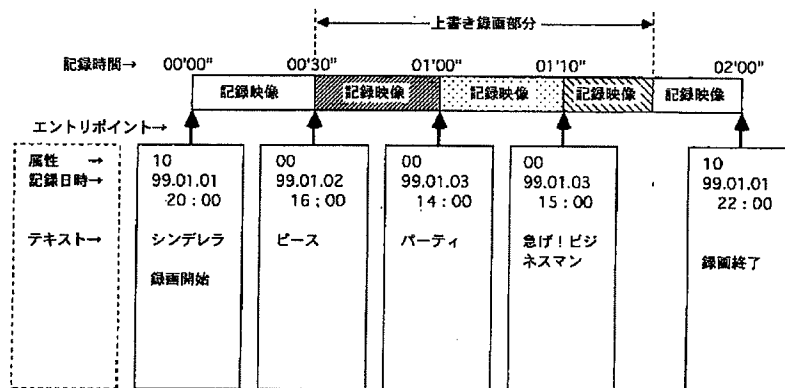 上書き録画部分
記録時間→ 00'00" 00'30" 01'00" 01'10" 02'00"
記録映像 記録映像 記録映像 記録映像 記録映像
エントリポイント→
属性 → 10 00 00 00 10
記録日時→ 99.01.01 99.01.02 99.01.03 99.01.03 99.01.01
20:00 16:00 14:00 15:00 22:00
テキスト→ シンデレラ ピース パーティ 急げ!ビジ
ネスマン
録画開始 録画終了